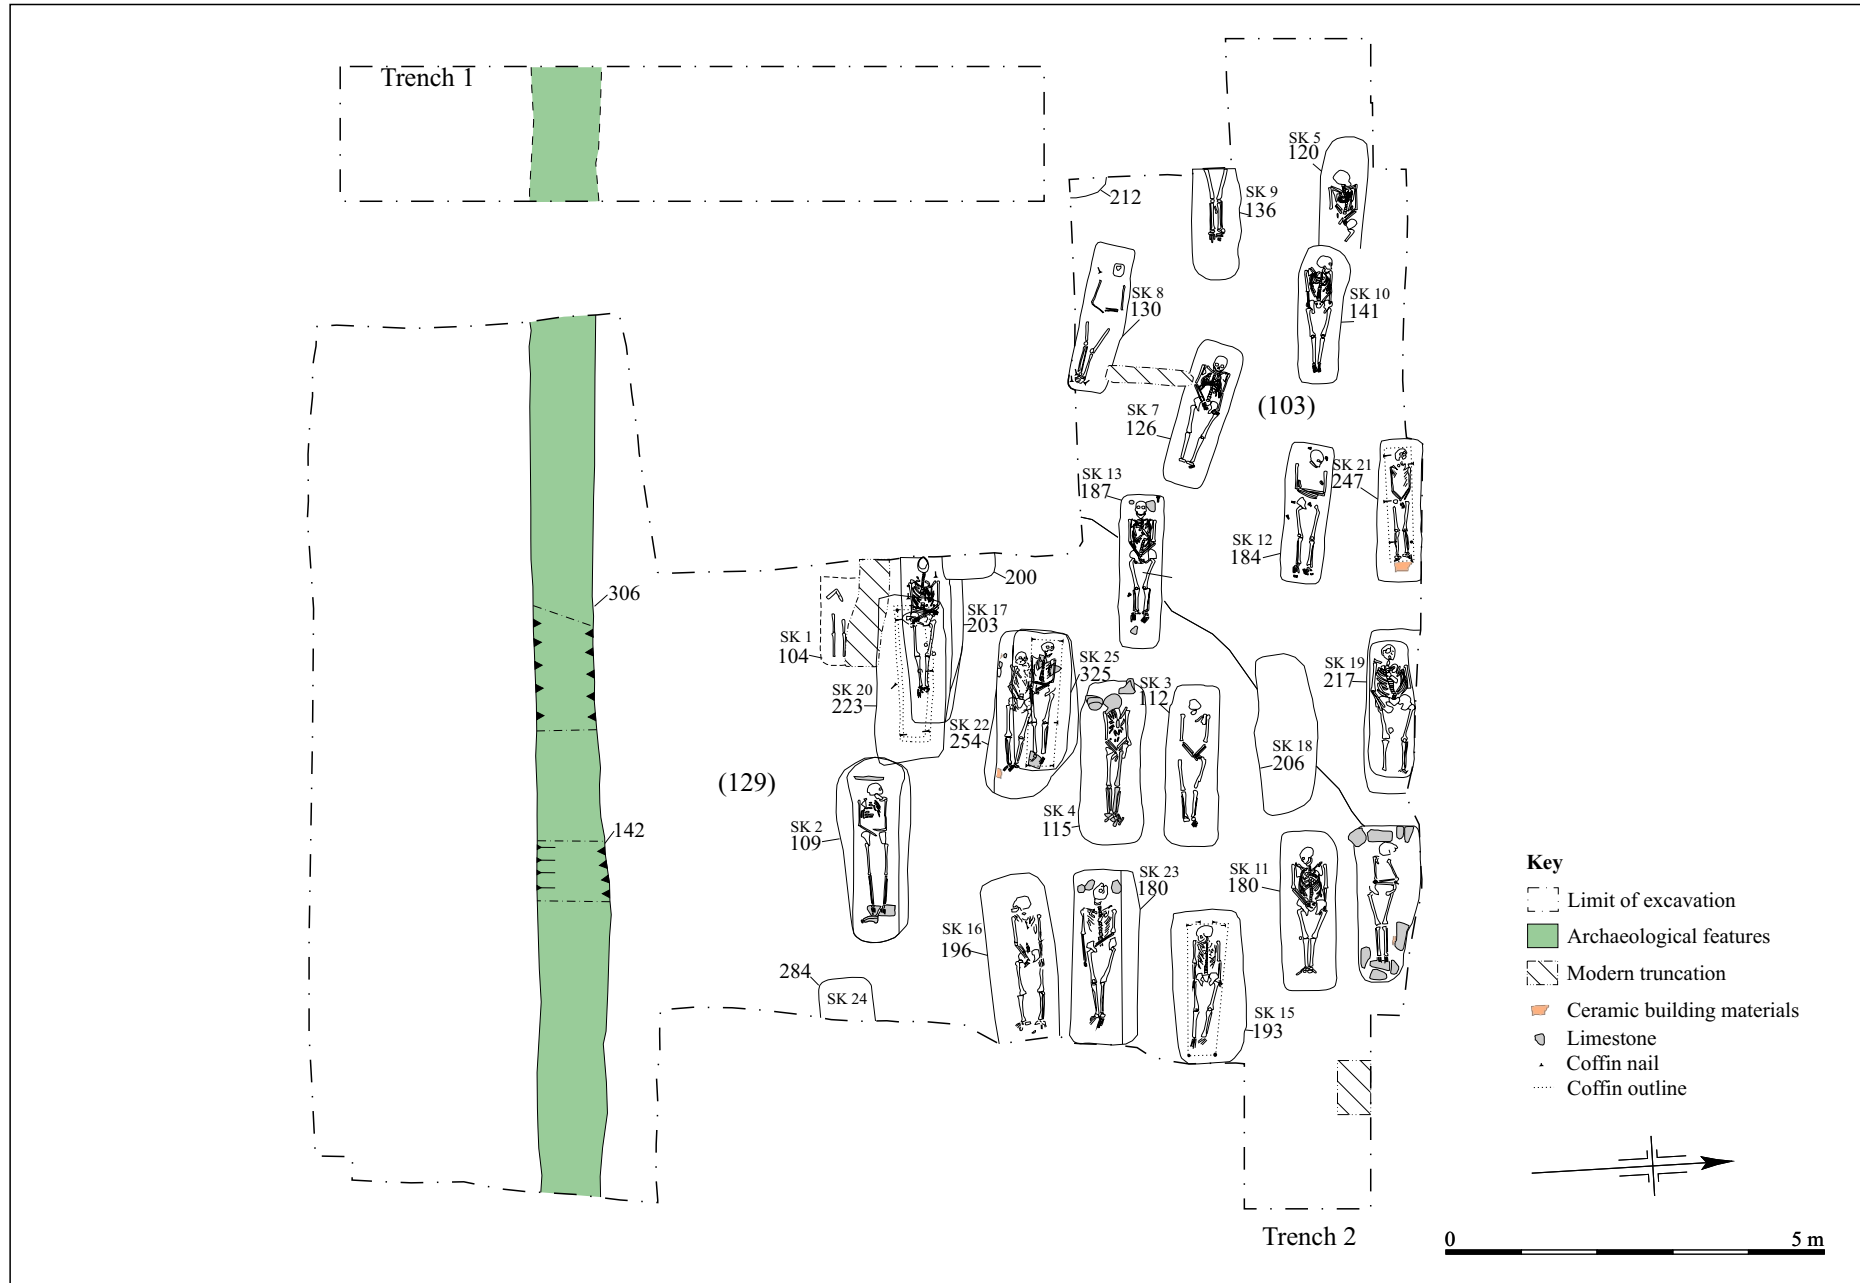 Trench 1
SK 5
120
212
SK 9
136
SK 8
130
SK 10
141
SK 7
126
(103)
SK 13
187
SK 21
247
SK 12
184
200
306
SK 17
203
SK 1
104
SK 20
223
SK 25
325
SK 3
112
SK 19
217
SK 22
254
SK 18
206
(129)
SK 4
115
142
SK 2
109
SK 23
180
SK 11
180
SK 16
196
284
SK 24
SK 15
193
Key
Limit of excavation
Archaeological features
Modern truncation
Ceramic building materials
Limestone
Coffin nail
Coffin outline
Trench 2
0 5 m